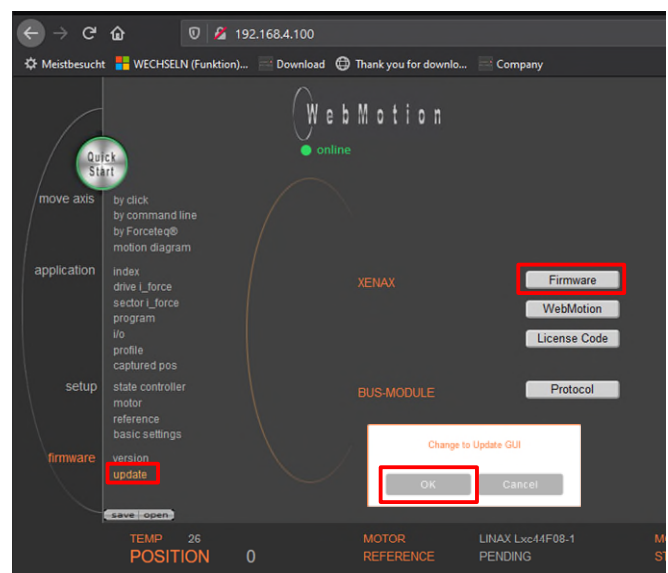 192.168.4.100
Meistbesucht WECHSELN (Funktion)... Download Thank you for downlo... Company
WebMotion
online
Quick
Start
move axis
by click
by command line
by Forceteq®
motion diagram
application
index
drive i_force
sector i_force
program
i/o
profile
captured pos
setup
state controller
motor
reference
basic settings
firmware
version
update
save open
XENAX
Firmware
WebMotion
License Code
BUS-MODULE
Protocol
Change to Update GUI
OK Cancel
TEMP 26
POSITION 0
MOTOR LINAX Lxc44F08-1
REFERENCE PENDING